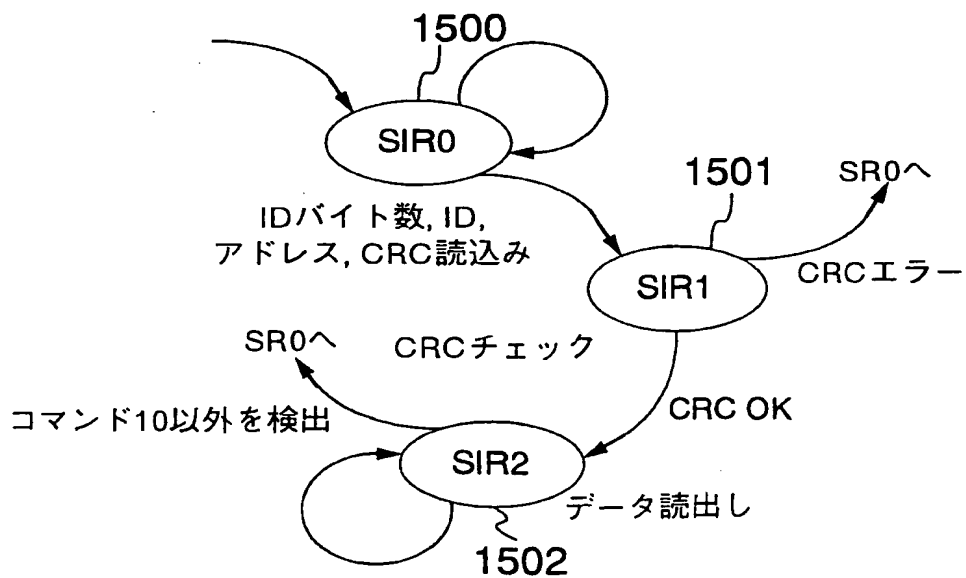 1500
SIR0
IDバイト数, ID,
アドレス, CRC読込み
1501
SR0へ
SIR1
CRCエラー
SR0へ
CRCチェック
コマンド10以外を検出
CRC OK
SIR2
データ読出し
1502